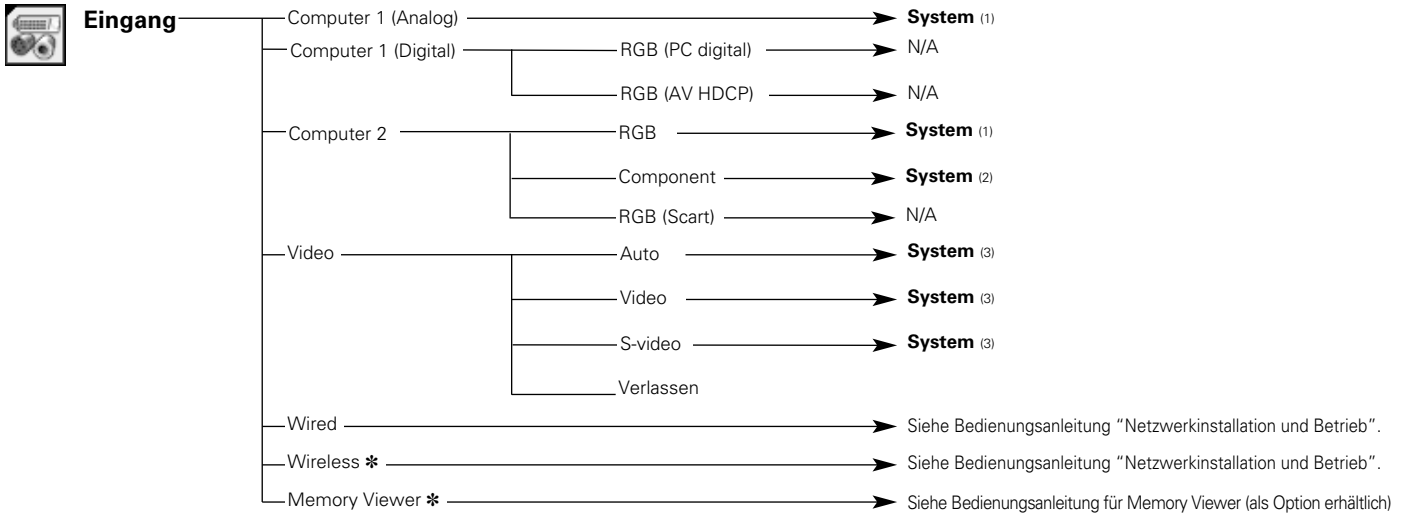 Eingang Computer 1 (Analog) System (1)
Computer 1 (Digital) RGB (PC digital) N/A
RGB (AV HDCP) N/A
Computer 2 RGB System (1)
Component System (2)
RGB (Scart) N/A
Video Auto System (3)
Video System (3)
S-video System (3)
Verlassen
Wired Siehe Bedienungsanleitung “Netzwerkinstallation und Betrieb”.
Wireless ✻ Siehe Bedienungsanleitung “Netzwerkinstallation und Betrieb”.
Memory Viewer ✻ Siehe Bedienungsanleitung für Memory Viewer (als Option erhältlich)